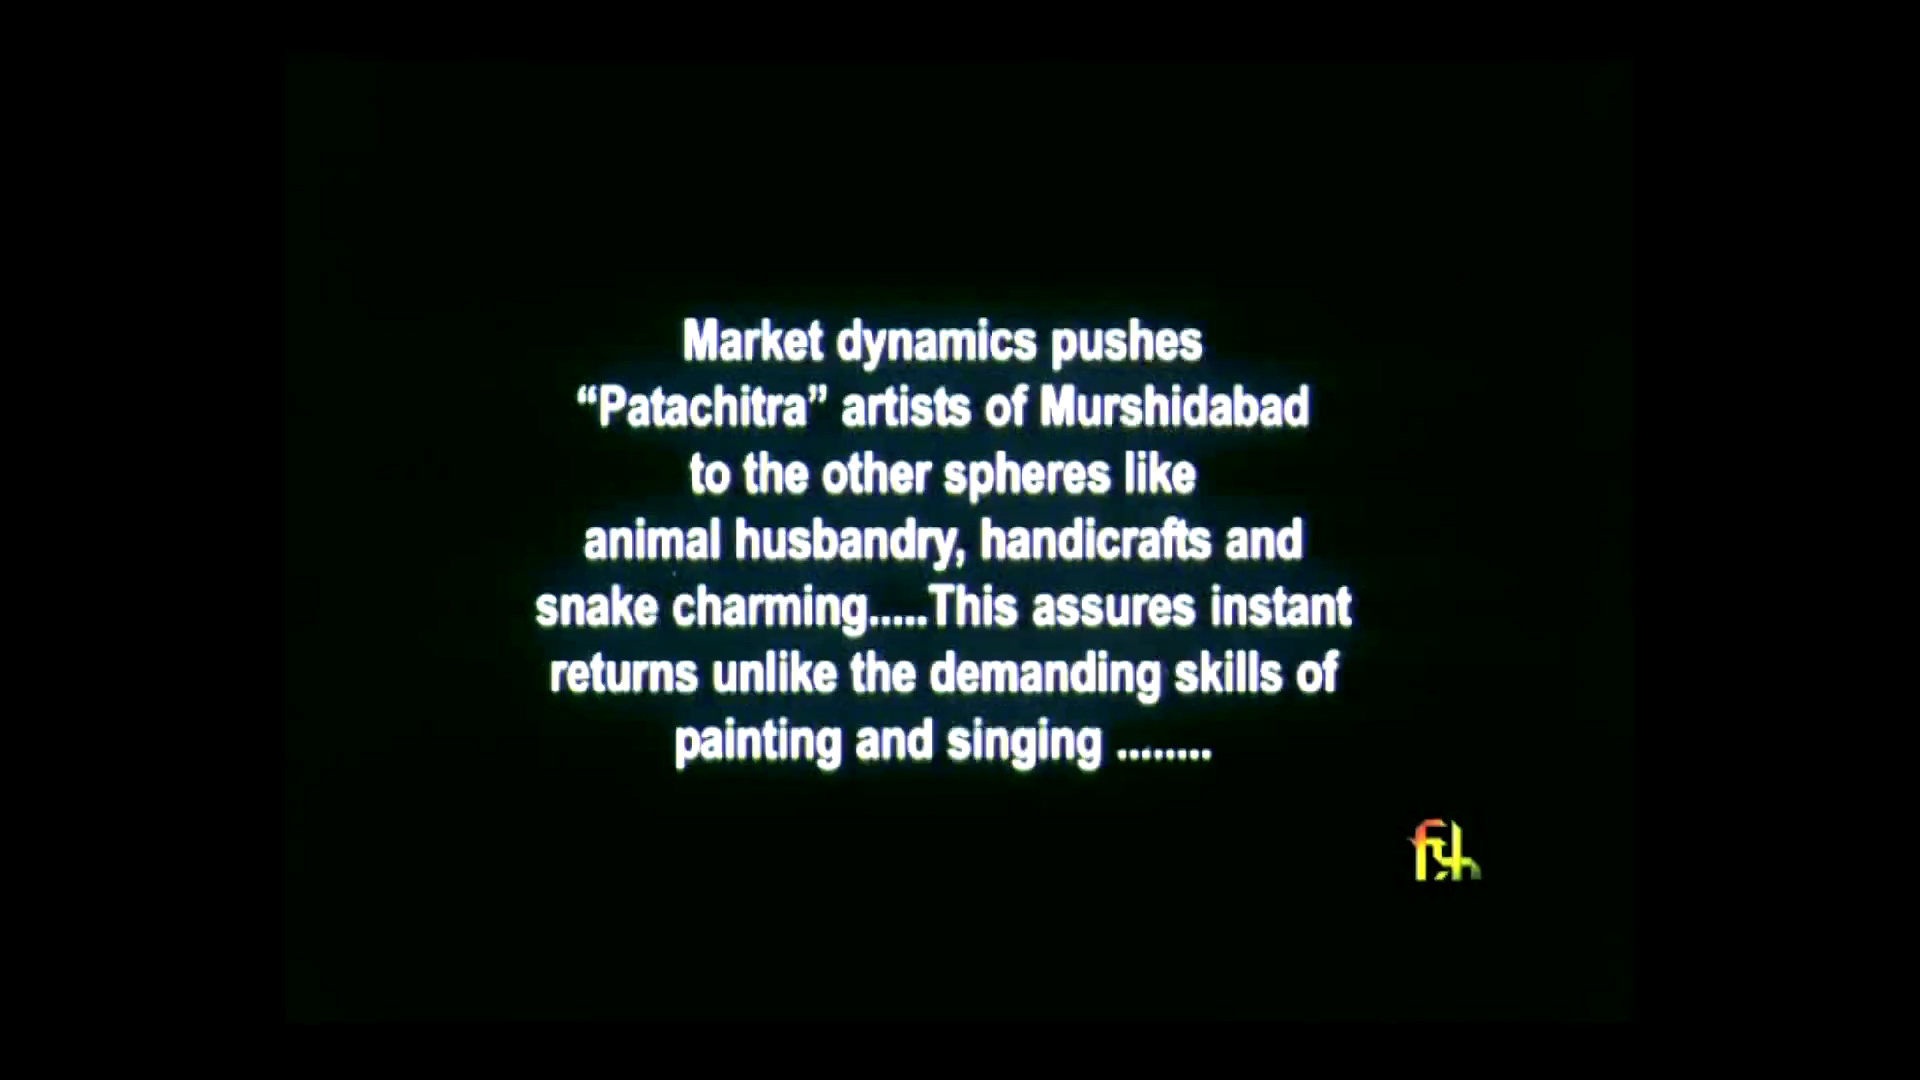 Market dynamics pushes
“Patachitra” artists of Murshidabad
to the other spheres like
animal husbandry, handicrafts and
snake charming.....This assures instant
returns unlike the demanding skills of
painting and singing ........